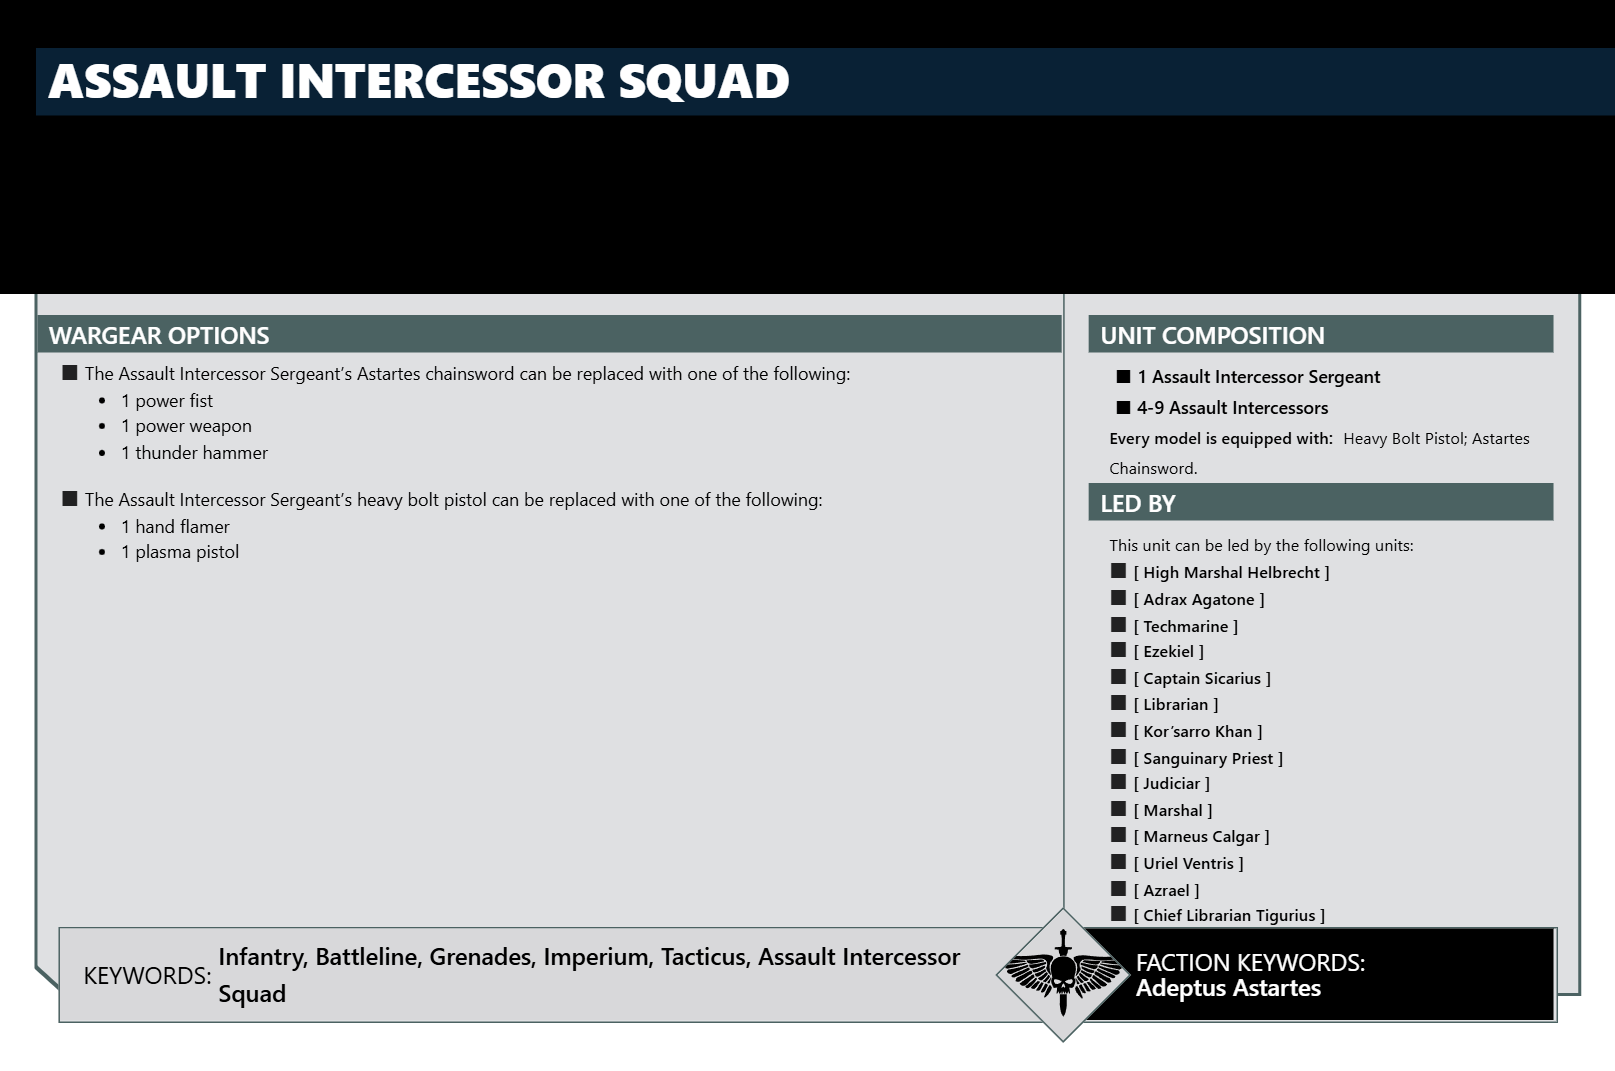 ASSAULT INTERCESSOR SQUAD
WARGEAR OPTIONS
■ The Assault Intercessor Sergeant's Astartes chainsword can be replaced with one of the following:
• 1 power fist
• 1 power weapon
• 1 thunder hammer
■ The Assault Intercessor Sergeant's heavy bolt pistol can be replaced with one of the following:
• 1 hand flamer
• 1 plasma pistol
UNIT COMPOSITION
■ 1 Assault Intercessor Sergeant
■ 4-9 Assault Intercessors
Every model is equipped with: Heavy Bolt Pistol; Astartes
Chainsword.
LED BY
This unit can be led by the following units:
■ [ High Marshal Helbrecht ]
■ [ Adrax Agatone ]
■ [ Techmarine ]
■ [ Ezekiel ]
■ [ Captain Sicarius ]
■ [ Librarian ]
■ [ Kor'sarro Khan ]
■ [ Sanguinary Priest ]
■ [ Judiciar ]
■ [ Marshal ]
■ [ Marneus Calgar ]
■ [ Uriel Ventris ]
■ [ Azrael ]
■ [ Chief Librarian Tigurius ]
KEYWORDS: Infantry, Battleline, Grenades, Imperium, Tacticus, Assault Intercessor
Squad
FACTION KEYWORDS:
Adeptus Astartes